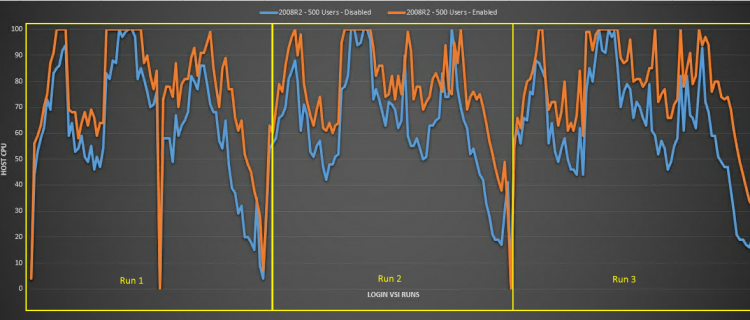 2008R2 - 500 Users - Disabled 2008R2 - 500 Users - Enabled
100
90
80
70
60
50
40
30
20
10
0
HOST CPU
Run 1
Run 2
Run 3
LOGIN VSI RUNS